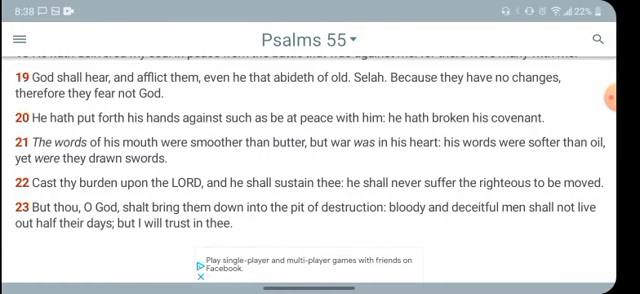 8:38 22%
Psalms 55
19 God shall hear, and afflict them, even he that abideth of old. Selah. Because they have no changes,
therefore they fear not God.
20 He hath put forth his hands against such as be at peace with him: he hath broken his covenant.
21 The words of his mouth were smoother than butter, but war was in his heart: his words were softer than oil,
yet were they drawn swords.
22 Cast thy burden upon the LORD, and he shall sustain thee: he shall never suffer the righteous to be moved.
23 But thou, O God, shalt bring them down into the pit of destruction: bloody and deceitful men shall not live
out half their days; but I will trust in thee.
Play single-player and multi-player games with friends on
Facebook.